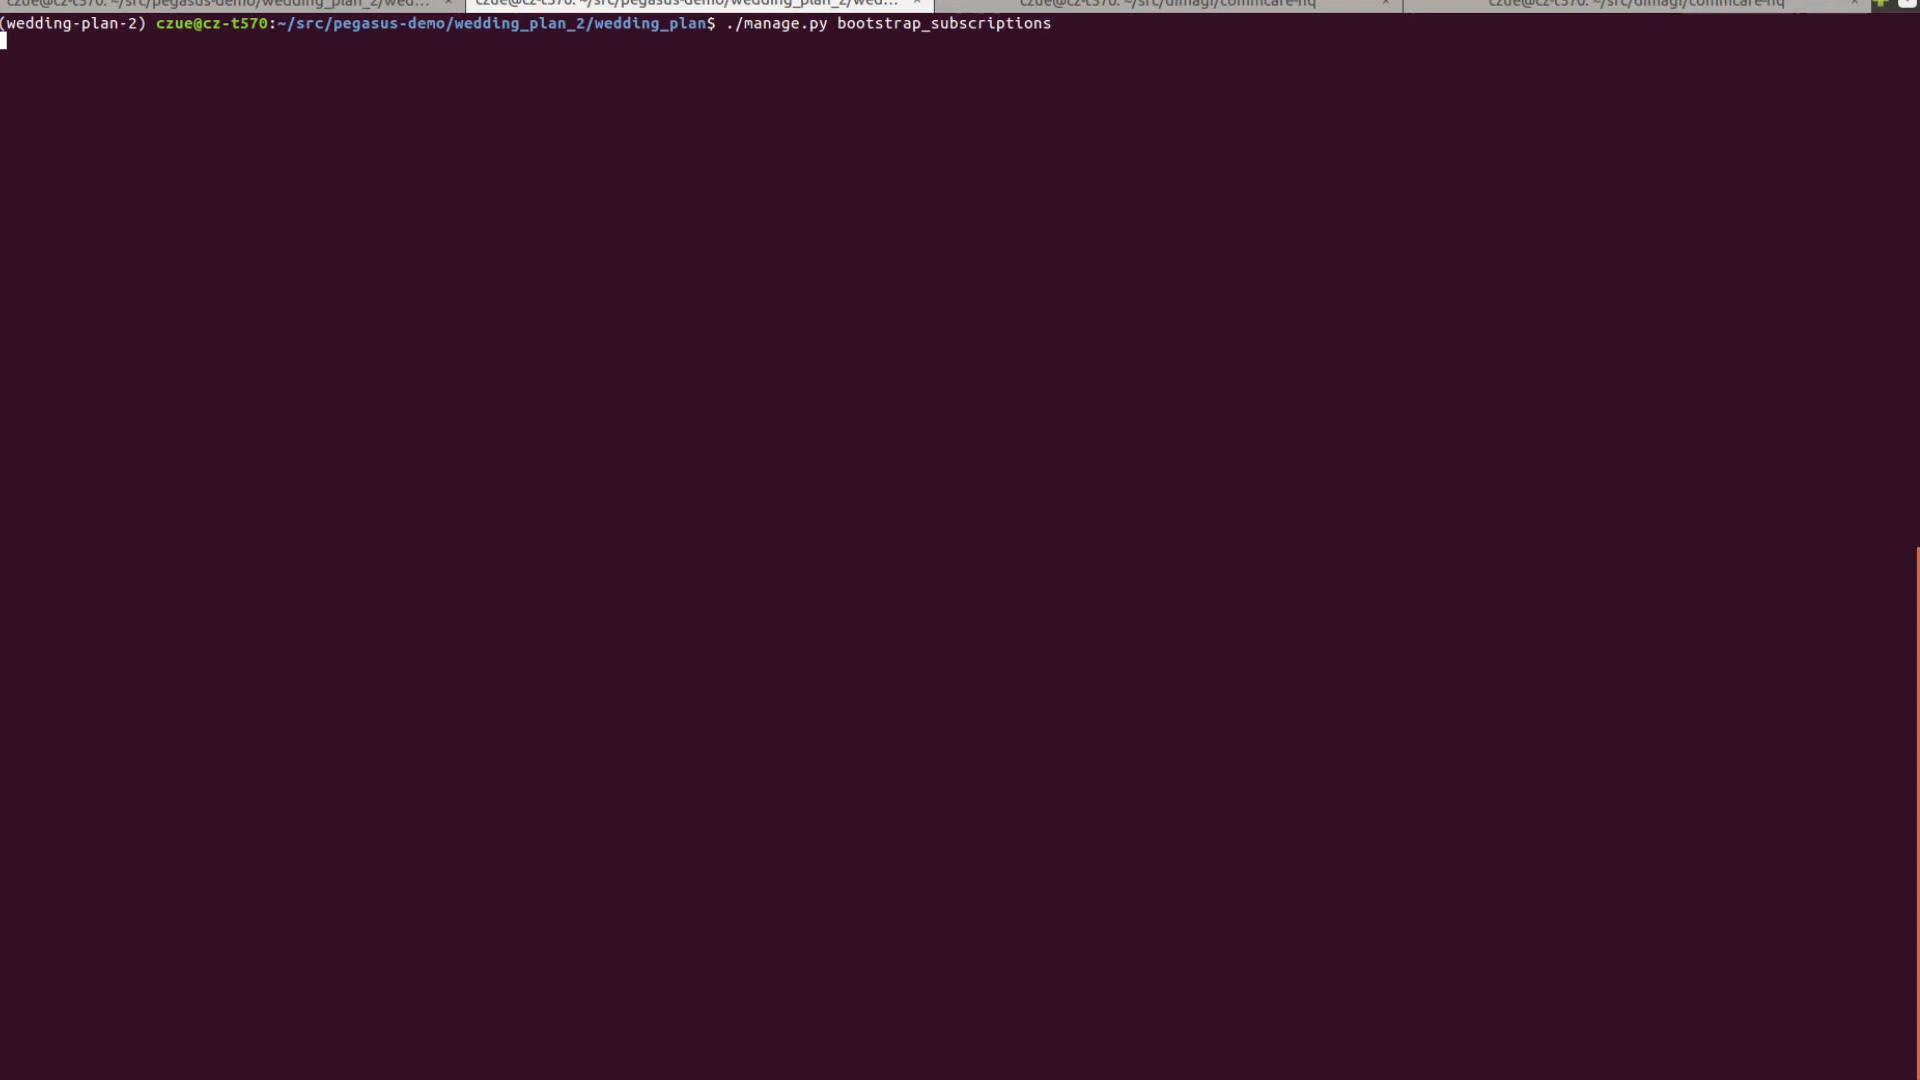 czue@cz-t570: ~/src/pegasus-demo/wedding_plan_2/wed... × czue@cz-t570: ~/src/pegasus-demo/wedding_plan_2/wed... × czue@cz-t570: ~/src/dimagi/commcare-hq × czue@cz-t570: ~/src/dimagi/commcare-hq ×
(wedding-plan-2) czue@cz-t570:~/src/pegasus-demo/wedding_plan_2/wedding_plan$ ./manage.py bootstrap_subscriptions